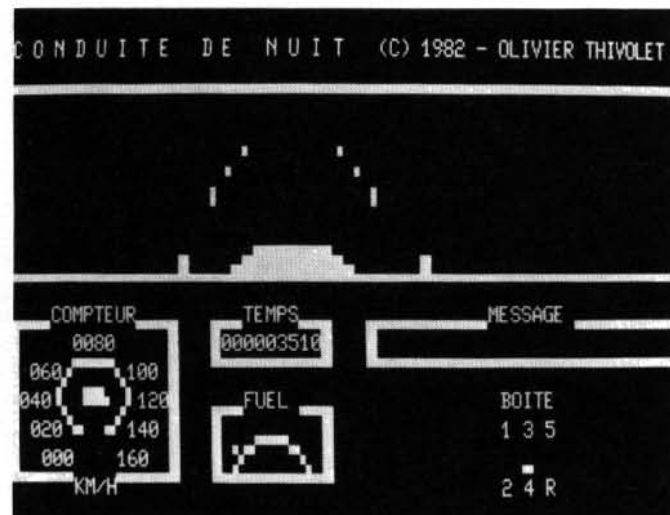 CONDUITE DE NUIT (C) 1982 - OLIVIER THIVOLET
COMPTEUR
0080
060 100
040 120
020 140
000 160
KM/H
TEMPS
000003510
FUEL
MESSAGE
BOITE
1 3 5
2 4 R